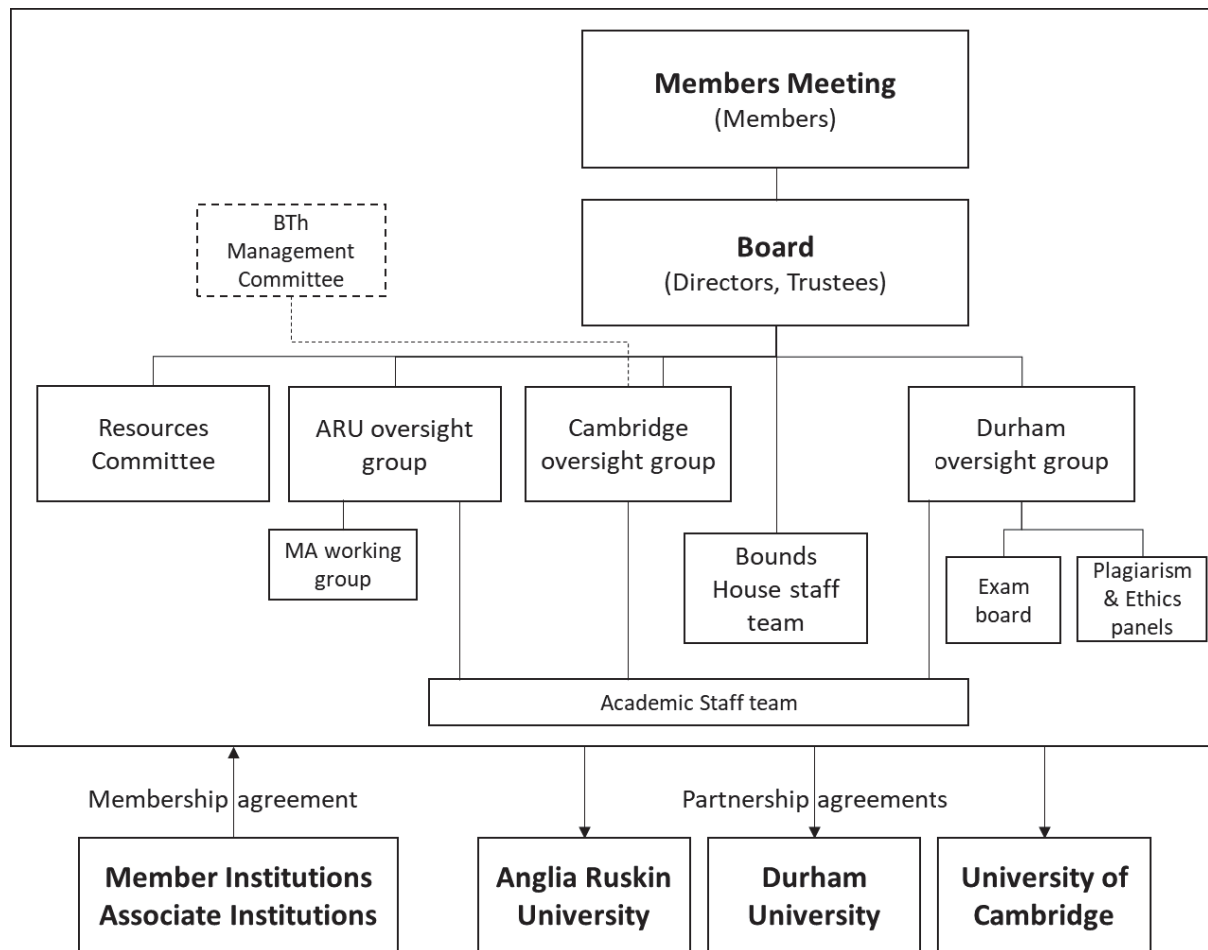 Members Meeting
(Members)
BTh
Management
Committee
Board
(Directors, Trustees)
Resources
Committee
ARU oversight
group
Cambridge
oversight group
Durham
oversight group
MA working
group
Bounds
House staff
team
Exam
board
Plagiarism
& Ethics
panels
Academic Staff team
Membership agreement
Partnership agreements
Member Institutions
Associate Institutions
Anglia Ruskin
University
Durham
University
University of
Cambridge